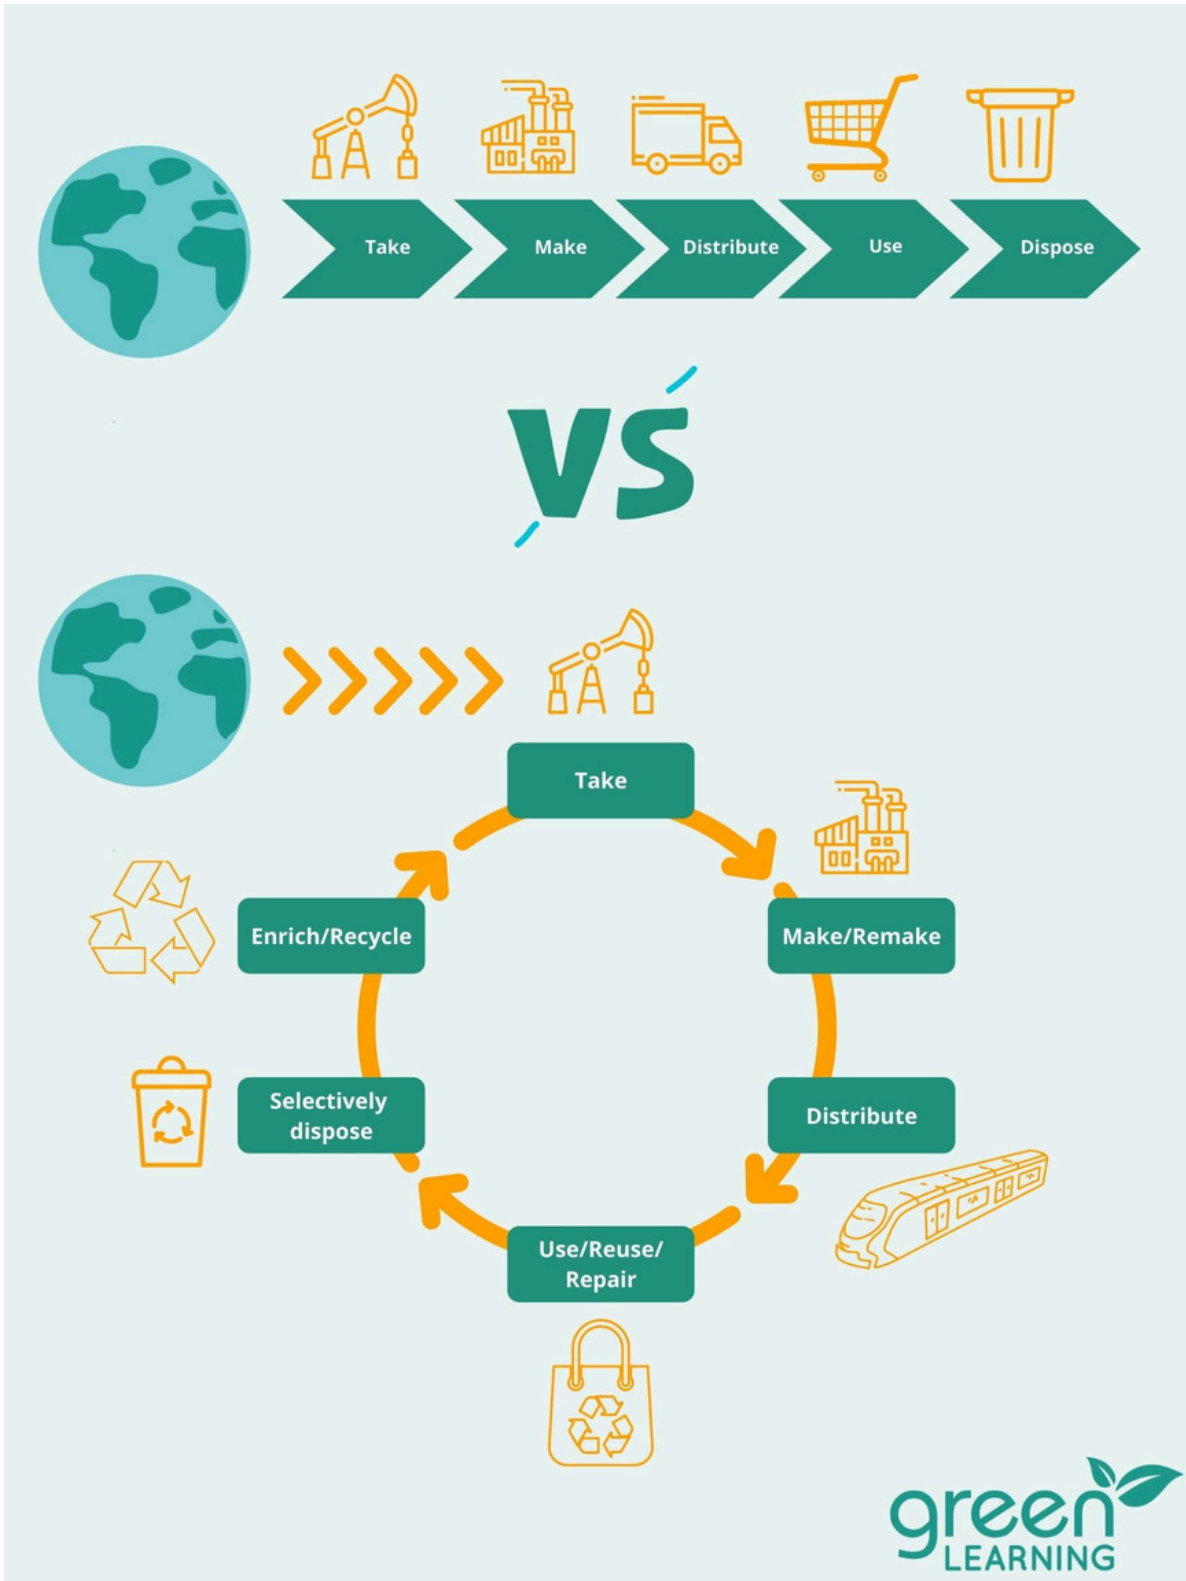 Take
Make
Distribute
Use
Dispose
VS
Take
Make/Remake
Distribute
Use/Reuse/
Repair
Selectively
dispose
Enrich/Recycle
green
LEARNING